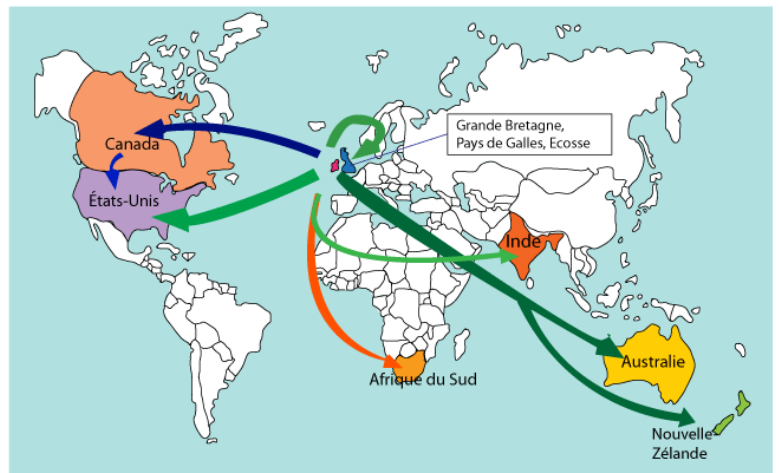 Canada
Grande Bretagne,
Pays de Galles, Ecosse
États-Unis
Inde
Australie
Afrique du Sud
Nouvelle-
Zélande